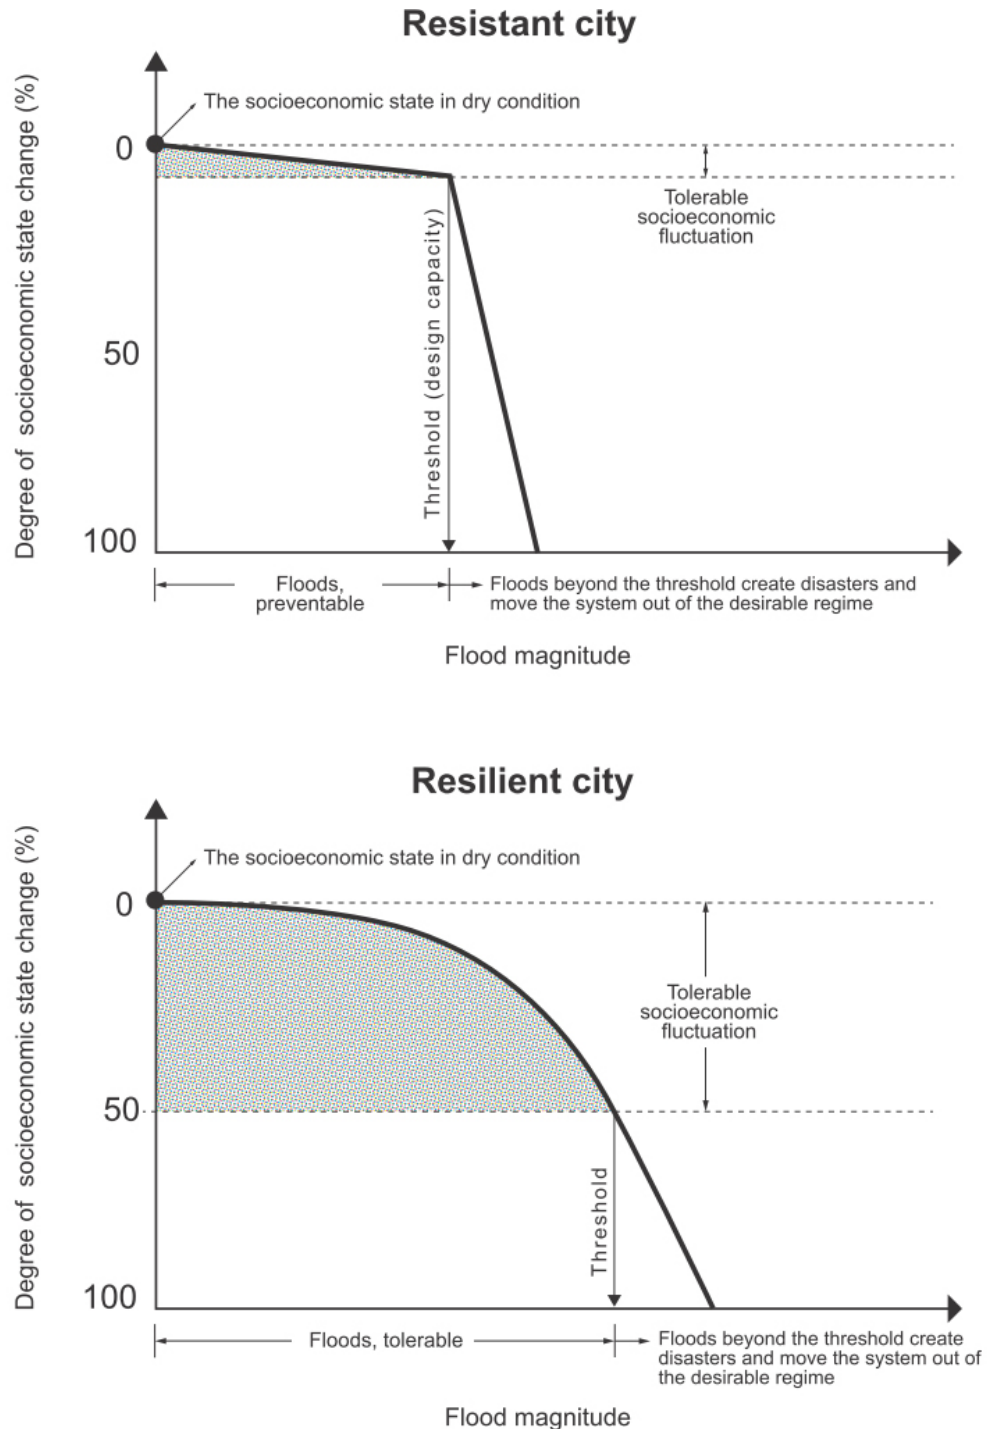 Resistant city
Degree of socioeconomic state change (%)
The socioeconomic state in dry condition
0
Tolerable
socioeconomic
fluctuation
Threshold (design capacity)
50
100
Floods,
preventable
Floods beyond the threshold create disasters and
move the system out of the desirable regime
Flood magnitude
Resilient city
Degree of socioeconomic state change (%)
The socioeconomic state in dry condition
0
Tolerable
socioeconomic
fluctuation
50
Threshold
100
Floods, tolerable
Floods beyond the threshold create
disasters and move the system out of
the desirable regime
Flood magnitude